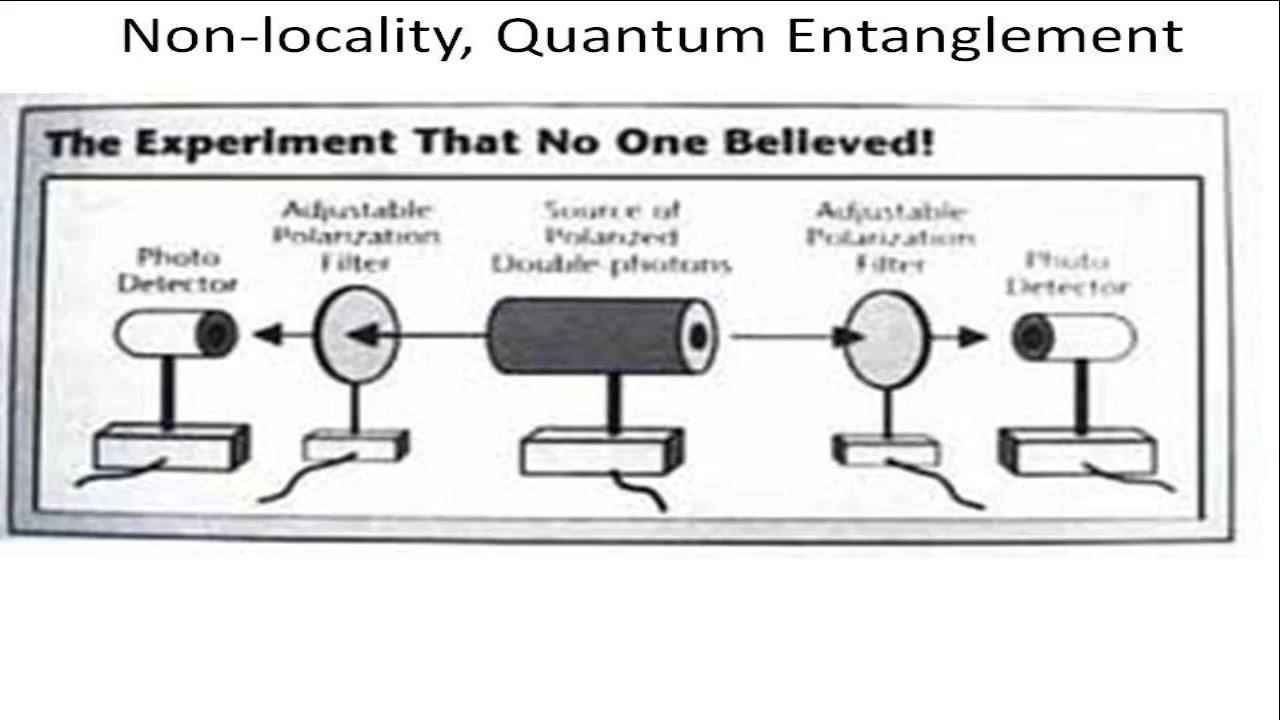 Non-locality, Quantum Entanglement
The Experiment That No One Believed!
Photo
Detector
Adjustable
Polarization
Filter
Source of
Polarized
Double-photons
Adjustable
Polarization
Filter
Photo
Detector